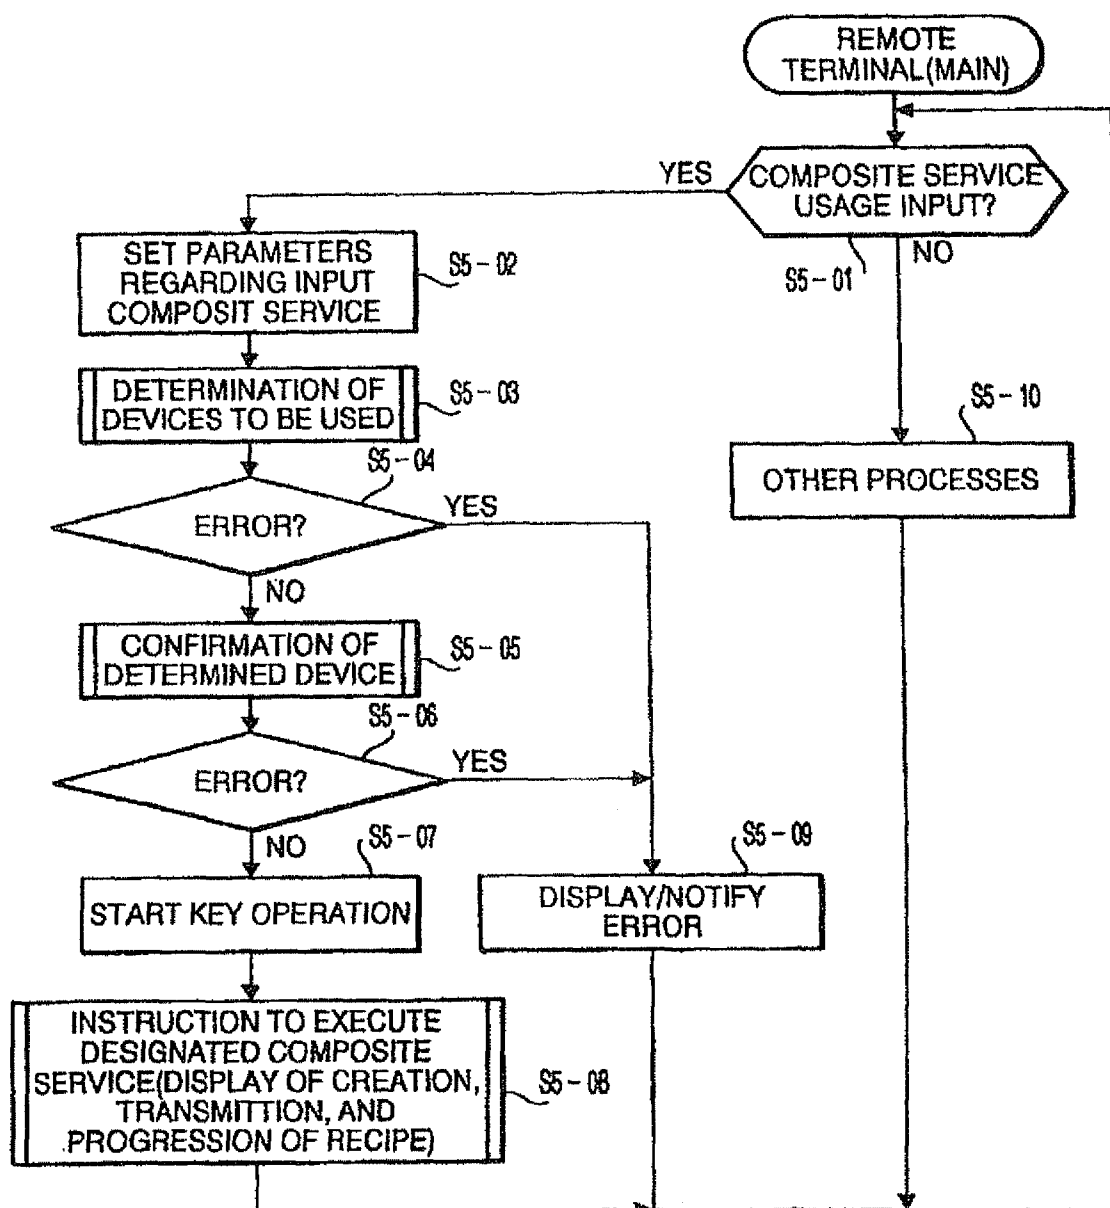 REMOTE
TERMINAL(MAIN)
YES
COMPOSITE SERVICE
USAGE INPUT?
NO
S5-01
SET PARAMETERS
REGARDING INPUT
COMPOSIT SERVICE
S5-02
DETERMINATION OF
DEVICES TO BE USED
S5-03
S5-10
OTHER PROCESSES
S5-04
ERROR?
YES
NO
CONFIRMATION OF
DETERMINED DEVICE
S5-05
S5-06
ERROR?
YES
NO
S5-07
START KEY OPERATION
S5-09
DISPLAY/NOTIFY
ERROR
INSTRUCTION TO EXECUTE
DESIGNATED COMPOSITE
SERVICE(DISPLAY OF CREATION,
TRANSMITTION, AND
PROGRESSION OF RECIPE)
S5-08